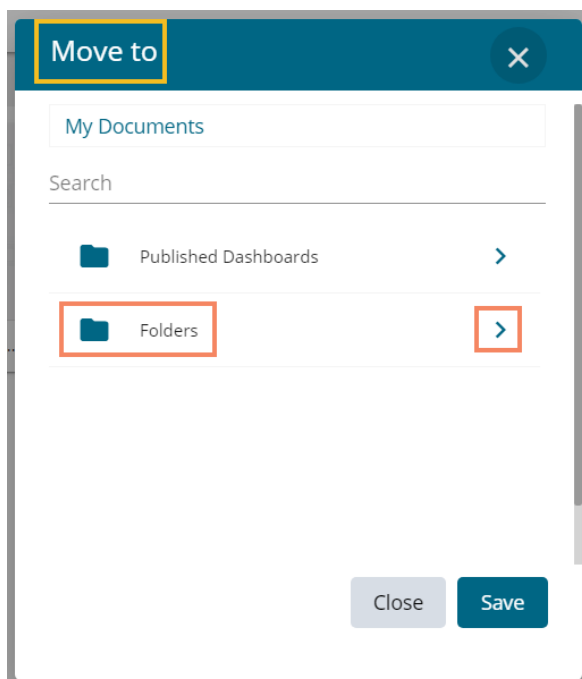 Move to
My Documents
Search
Published Dashboards
Folders
Close Save